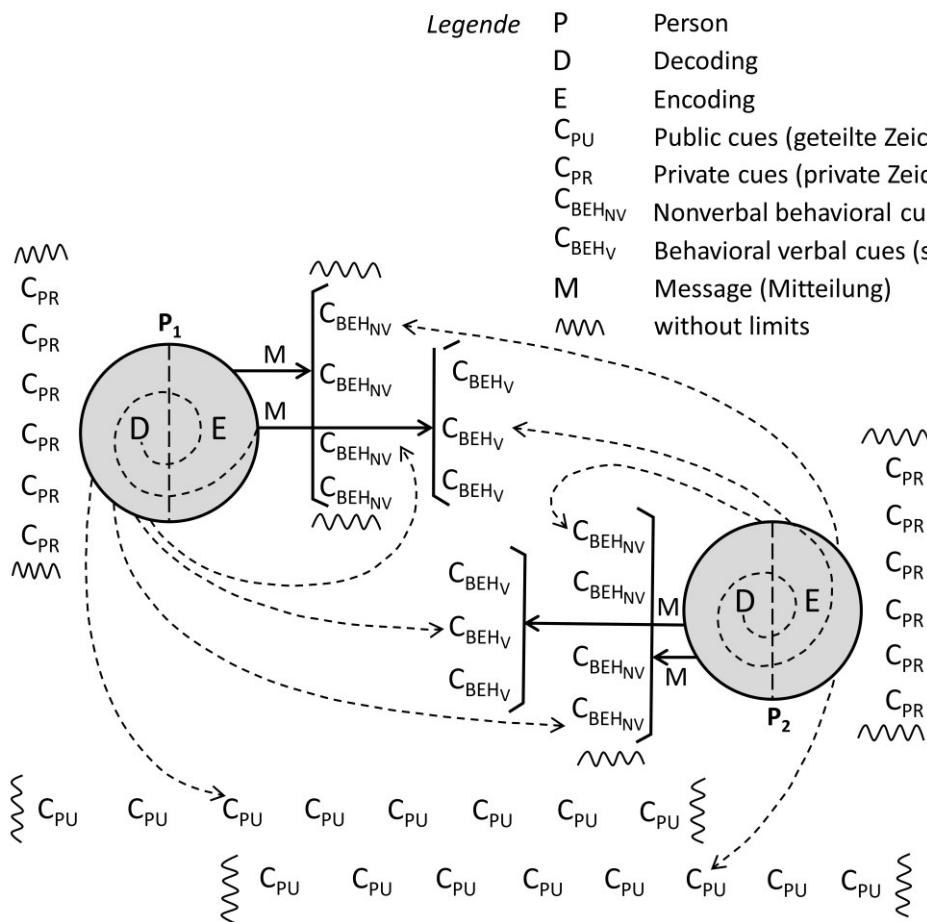 Legende P Person
D Decoding
E Encoding
C_PU Public cues (geteilte Zeic
C_PR Private cues (private Zeic
C_BEH_NV Nonverbal behavioral cu
C_BEH_V Behavioral verbal cues (s
M Message (Mitteilung)
without limits
C_PR
C_PR
C_PR
C_PR
C_PR
C_PR
P_1
D E
M
M
C_BEH_NV
C_BEH_NV
C_BEH_NV
C_BEH_NV
C_BEH_V
C_BEH_V
C_BEH_V
C_BEH_V
C_BEH_V
C_BEH_V
C_BEH_NV
C_BEH_NV
C_BEH_NV
C_BEH_NV
M
M
D E
P_2
C_PR
C_PR
C_PR
C_PR
C_PR
C_PR
C_PU C_PU C_PU C_PU C_PU C_PU C_PU C_PU
C_PU C_PU C_PU C_PU C_PU C_PU C_PU C_PU